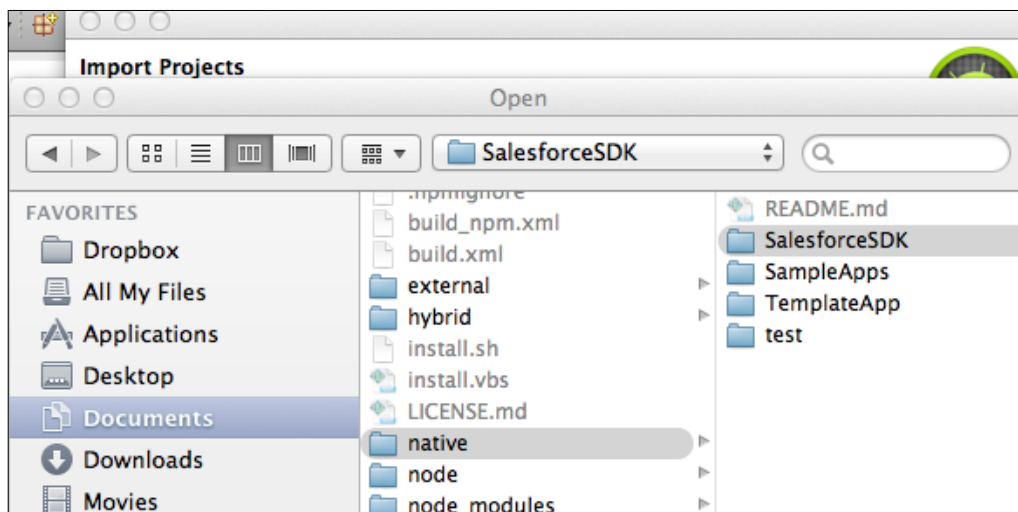 Import Projects
Open
SalesforceSDK
FAVORITES
Dropbox
All My Files
Applications
Desktop
Documents
Downloads
Movies
.npmignore
build_npm.xml
build.xml
external
hybrid
install.sh
install.vbs
LICENSE.md
native
node
node_modules
README.md
SalesforceSDK
SampleApps
TemplateApp
test